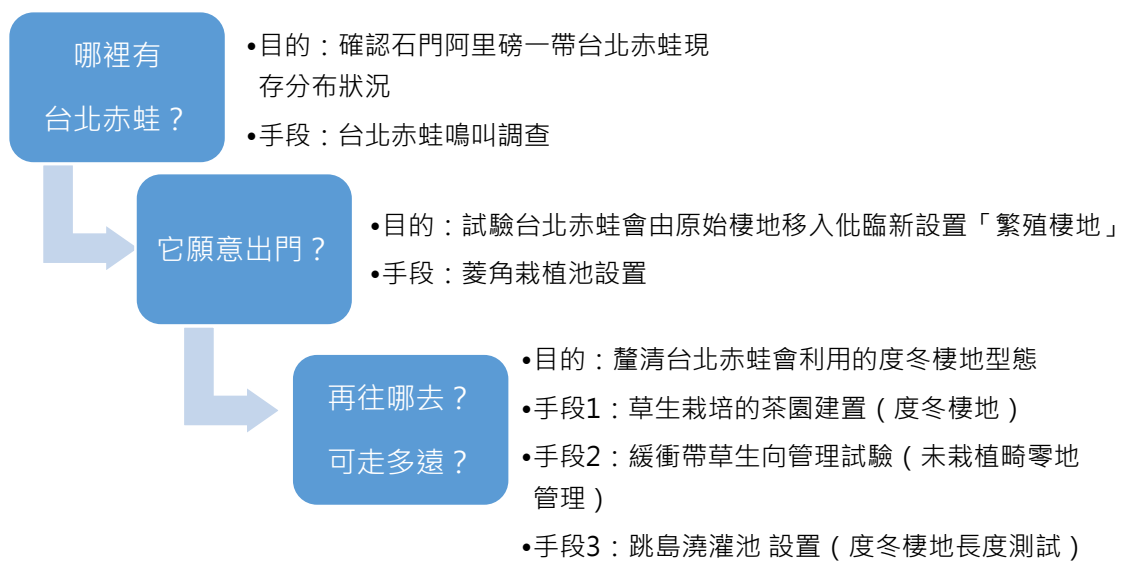 哪裡有
台北赤蛙？
•目的：確認石門阿里磅一帶台北赤蛙現
存分布狀況
•手段：台北赤蛙鳴叫調查
它願意出門？
•目的：試驗台北赤蛙會由原始棲地移入仳臨新設置「繁殖棲地」
•手段：菱角栽植池設置
再往哪去？
可走多遠？
•目的：釐清台北赤蛙會利用的度冬棲地型態
•手段1：草生栽培的茶園建置（度冬棲地）
•手段2：緩衝帶草生向管理試驗（未栽植畸零地
管理）
•手段3：跳島澆灌池 設置（度冬棲地長度測試）